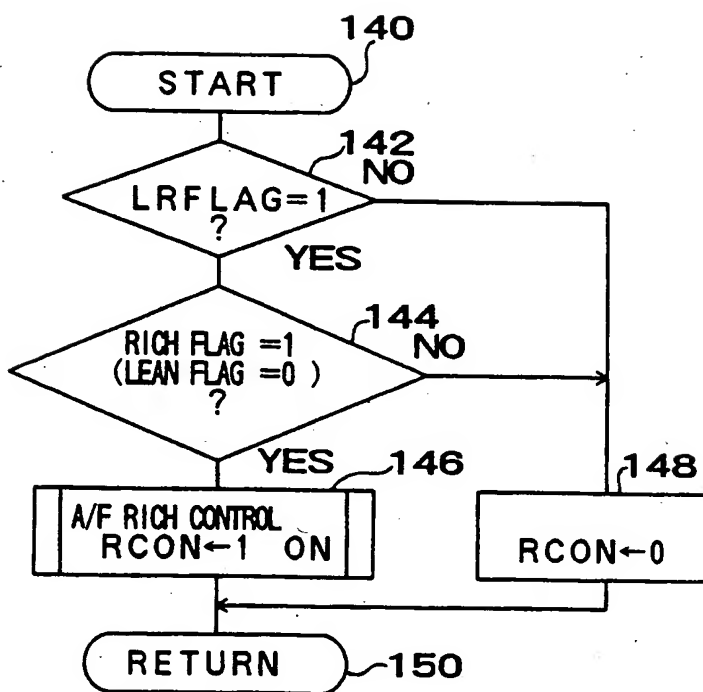 140
START
142
NO
LRFLAG=1
?
YES
144
RICH FLAG =1
NO
(LEAN FLAG =0 )
?
YES
146
148
A/F RICH CONTROL
RCON←1 ON
RCON←0
RETURN
150